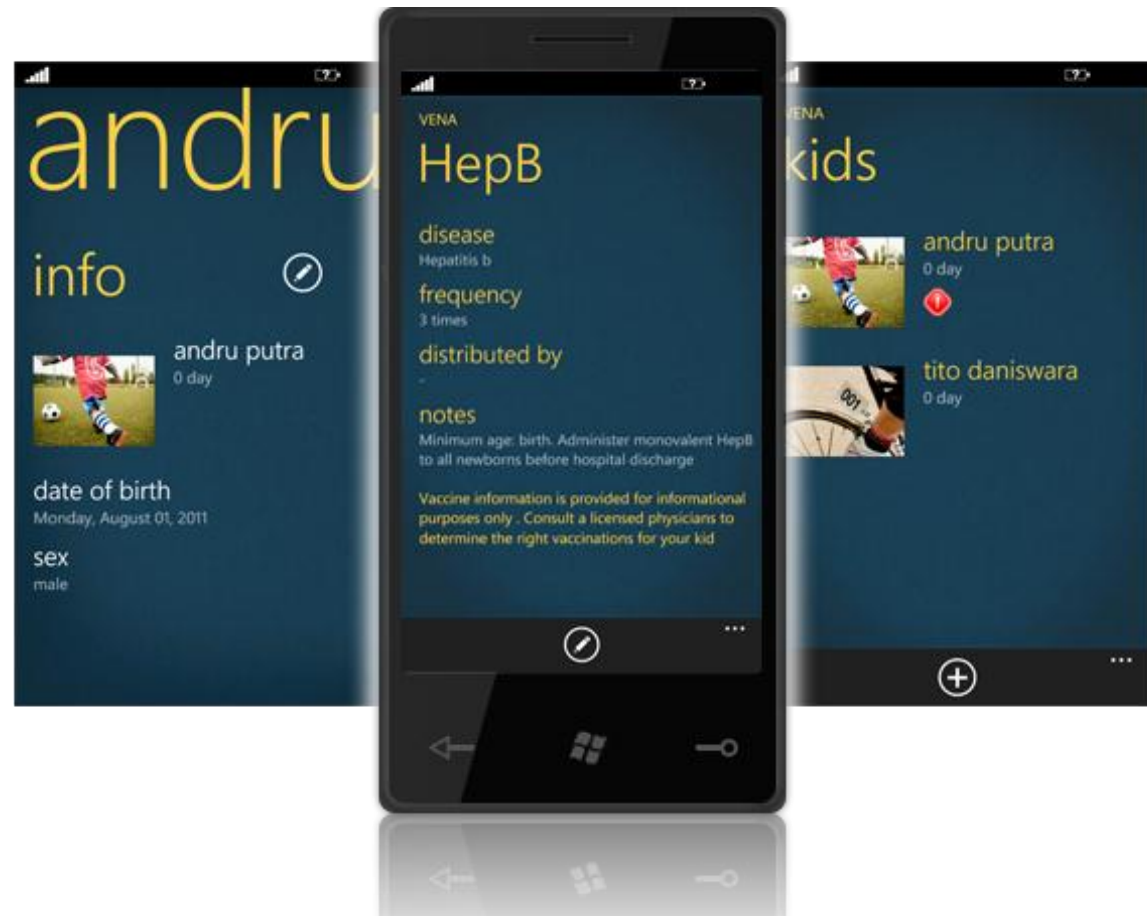 andru
info
andru putra
0 day
date of birth
Monday, August 01, 2011
sex
male
VENA
HepB
disease
Hepatitis b
frequency
3 times
distributed by
-
notes
Minimum age: birth. Administer monovalent HepB
to all newborns before hospital discharge
Vaccine information is provided for informational
purposes only . Consult a licensed physicians to
determine the right vaccinations for your kid
VENA
kids
andru putra
0 day
tito daniswara
0 day
001